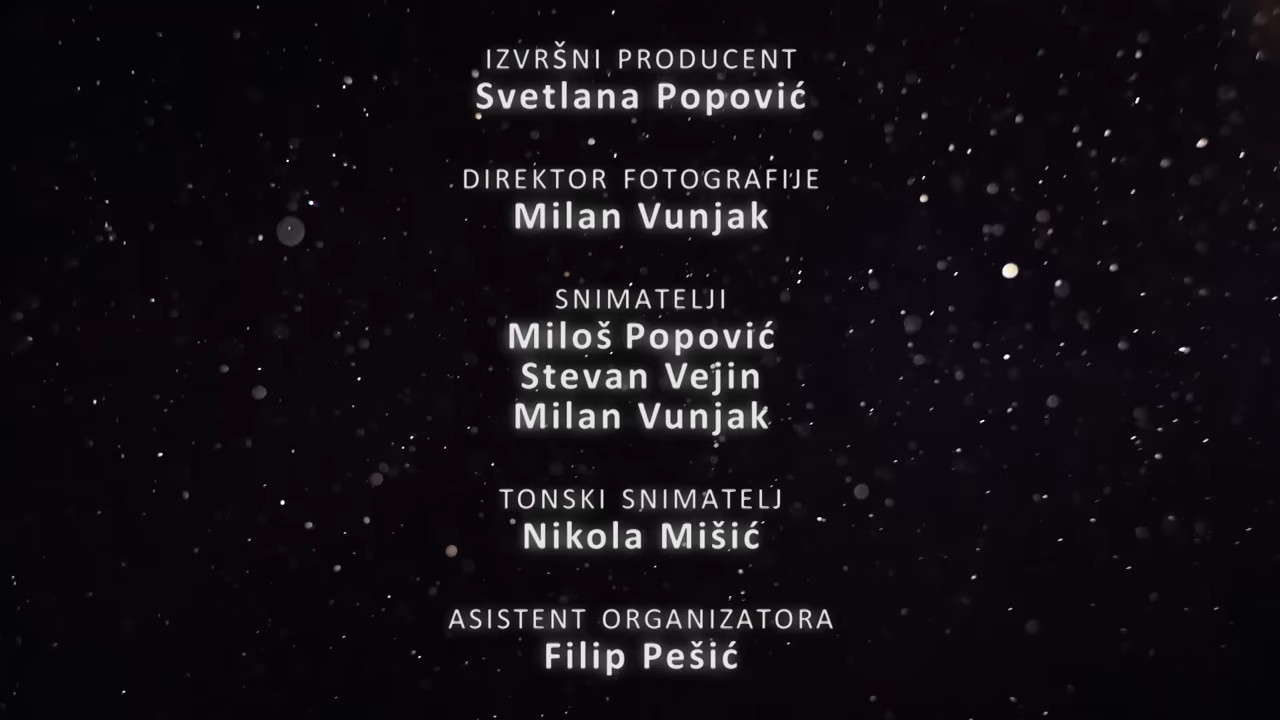 IZVRŠNI PRODUCENT
Svetlana Popović
DIREKTOR FOTOGRAFIJE
Milan Vunjak
SNIMATELJI
Miloš Popović
Stevan Vejin
Milan Vunjak
TONSKI SNIMATELJ
Nikola Mišić
ASISTENT ORGANIZATORA
Filip Pešić